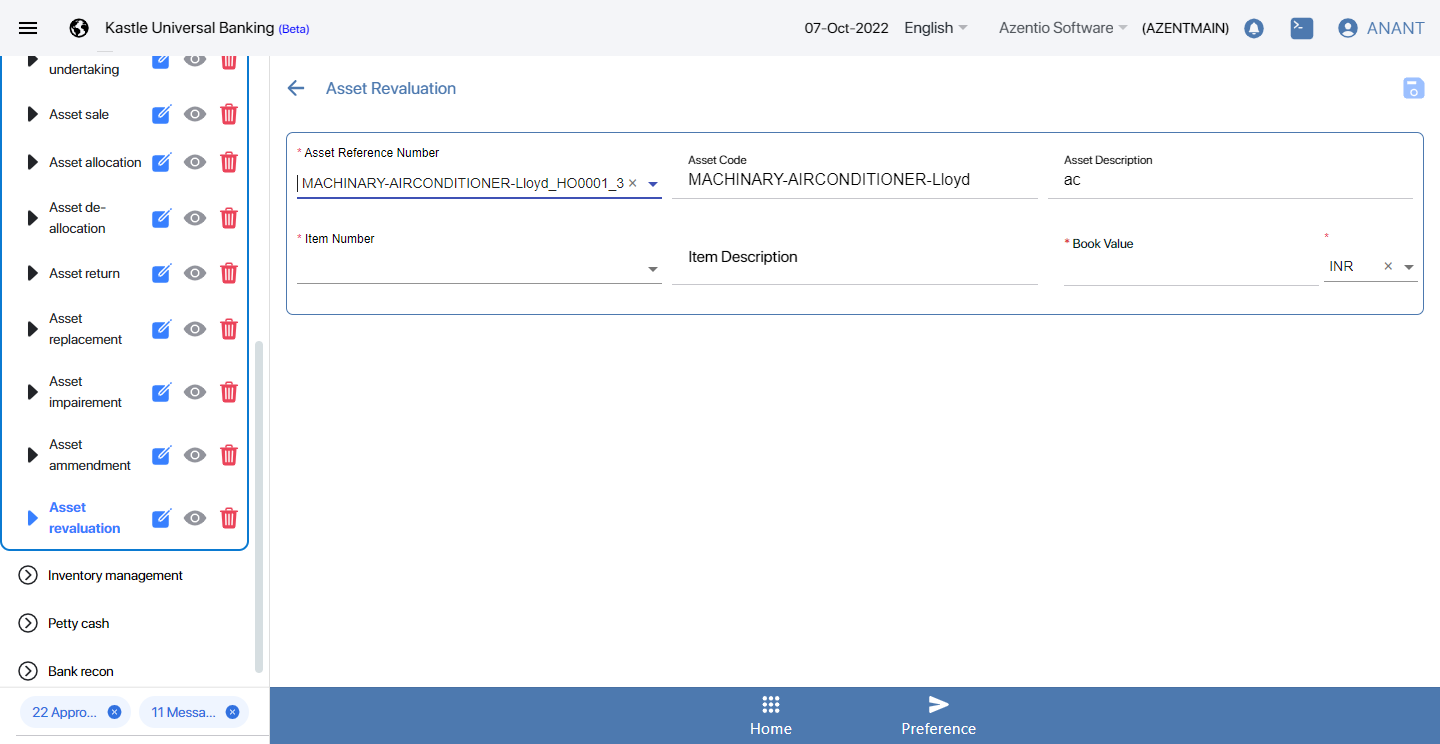 Kastle Universal Banking (Beta)
07-Oct-2022
English
Azentio Software
(AZENTMAIN)
ANANT
undertaking
Asset sale
Asset allocation
Asset de-
allocation
Asset return
Asset
replacement
Asset
impairement
Asset
ammendment
Asset
revaluation
Inventory management
Petty cash
Bank recon
22 Appro...
11 Messa...
Asset Revaluation
* Asset Reference Number
MACHINARY-AIRCONDITIONER-Lloyd_HO0001_3
Asset Code
MACHINARY-AIRCONDITIONER-Lloyd
Asset Description
ac
* Item Number
Item Description
* Book Value
*
INR
Home
Preference